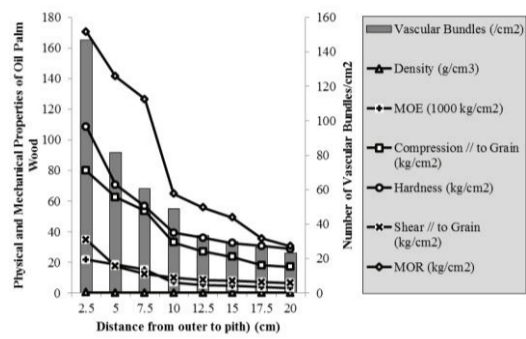 Physical and Mechanical Properties of Oil Palm
Wood
180
160
140
120
100
80
60
40
20
0
160
140
120
100
80
60
40
20
0
Number of Vascular Bundles/cm2
2.5 5 7.5 10 12.5 15 17.5 20
Distance from outer to pith) (cm)
Vascular Bundles (/cm2)
Density (g/cm3)
MOE (1000 kg/cm2)
Compression // to Grain
(kg/cm2)
Hardness (kg/cm2)
Shear // to Grain
(kg/cm2)
MOR (kg/cm2)